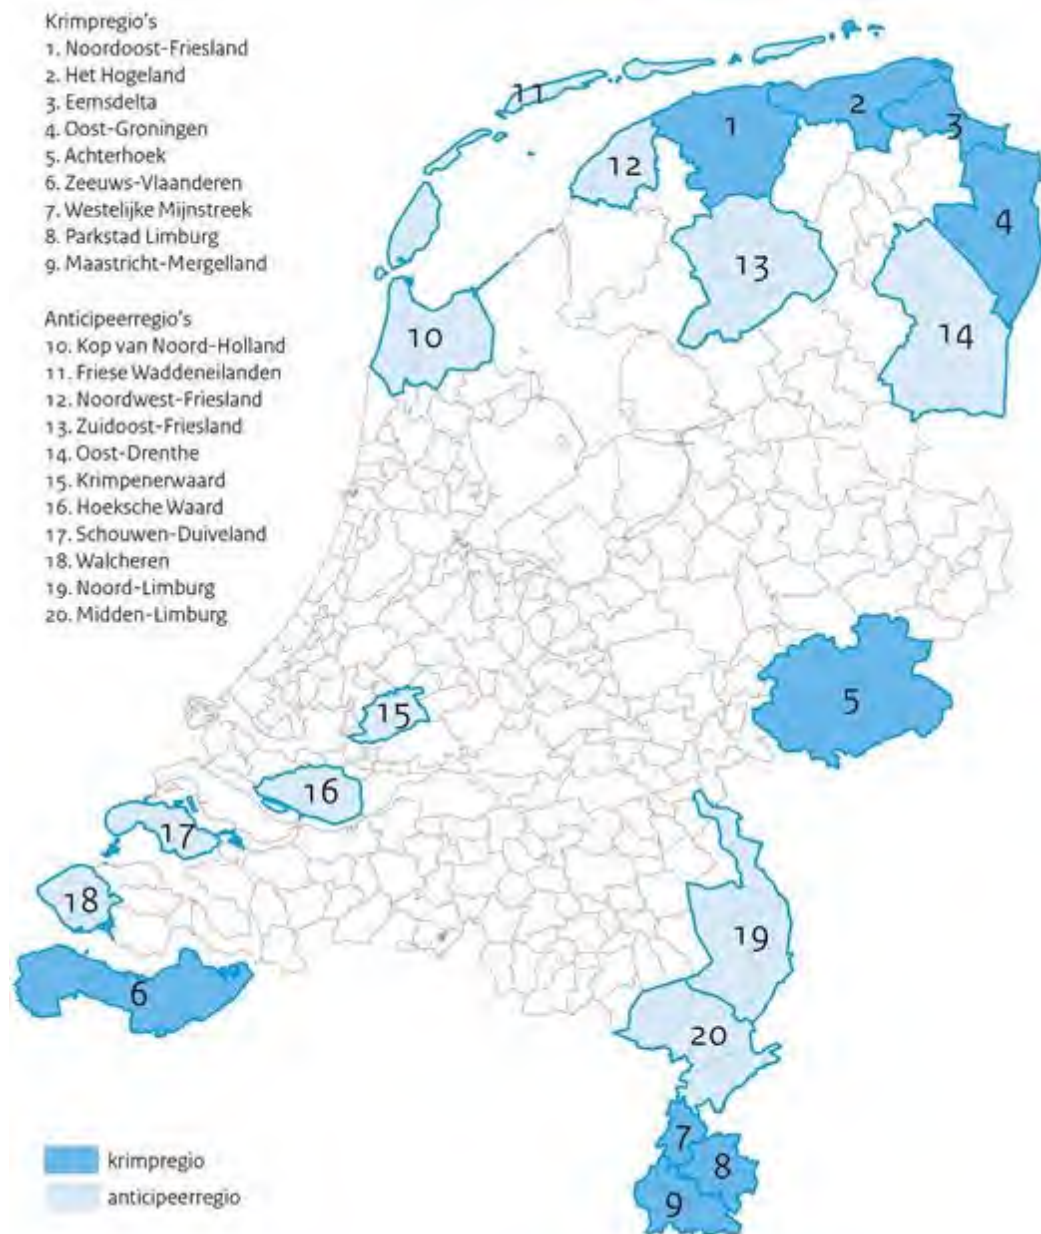 Krimpregio's
1. Noordoost-Friesland
2. Het Hogeland
3. Eemsdelta
4. Oost-Groningen
5. Achterhoek
6. Zeeuws-Vlaanderen
7. Westelijke Mijnstreek
8. Parkstad Limburg
9. Maastricht-Mergelland
Anticipeerregio's
10. Kop van Noord-Holland
11. Friese Waddeneilanden
12. Noordwest-Friesland
13. Zuidoost-Friesland
14. Oost-Drenthe
15. Krimpenerwaard
16. Hoeksche Waard
17. Schouwen-Duiveland
18. Walcheren
19. Noord-Limburg
20. Midden-Limburg
11
2
1
3
12
4
13
14
10
5
15
16
17
18
19
6
20
7
8
9
krimpregio
anticipeerregio